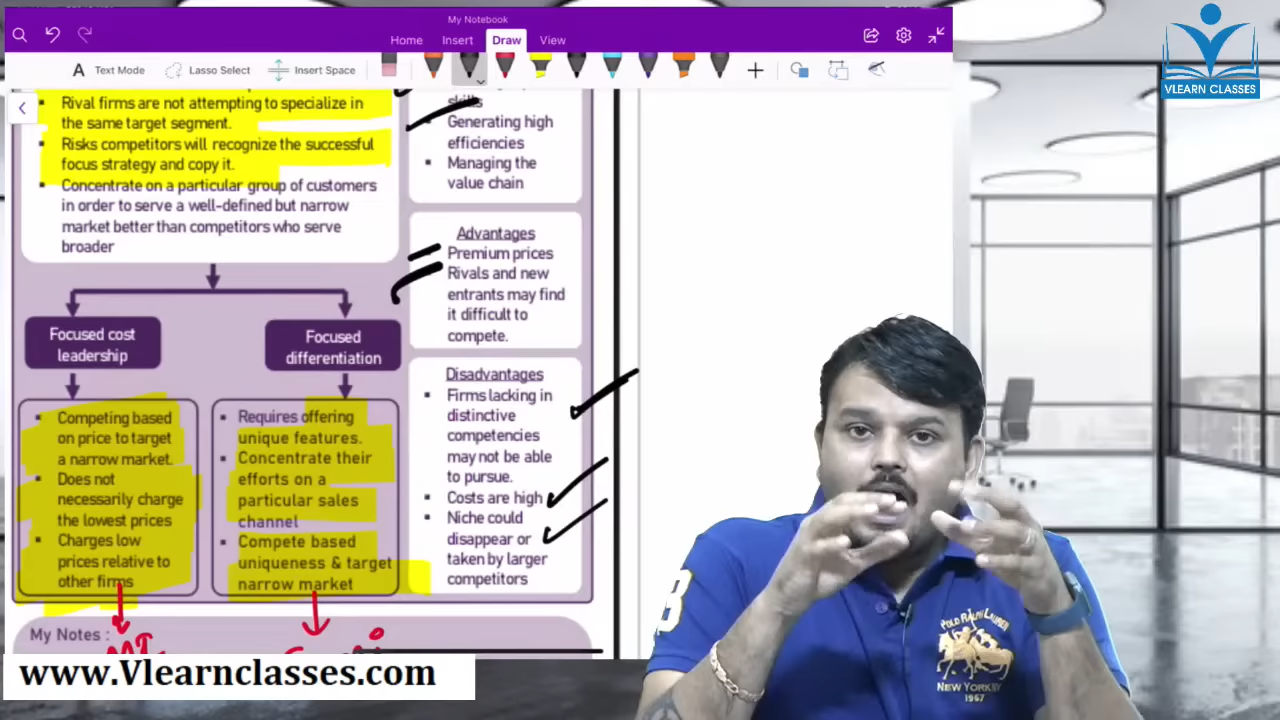 My Notebook
Home Insert Draw View
Text Mode Lasso Select Insert Space
VLEARN CLASSES
Rival firms are not attempting to specialize in
the same target segment.
Risks competitors will recognize the successful
focus strategy and copy it.
Concentrate on a particular group of customers
in order to serve a well-defined but narrow
market better than competitors who serve
broader
skills
Generating high
efficiencies
Managing the
value chain
Advantages
Premium prices
Rivals and new
entrants may find
it difficult to
compete.
Focused cost
leadership
Focused
differentiation
Competing based
on price to target
a narrow market.
Does not
necessarily charge
the lowest prices
Charges low
prices relative to
other firms
Requires offering
unique features.
Concentrate their
efforts on a
particular sales
channel
Compete based
uniqueness & target
narrow market
Disadvantages
Firms lacking in
distinctive
competencies
may not be able
to pursue.
Costs are high
Niche could
disappear or
taken by larger
competitors
My Notes :
www.Vlearnclasses.com
POLO RALPH LAUREN
NEW YORK
1967